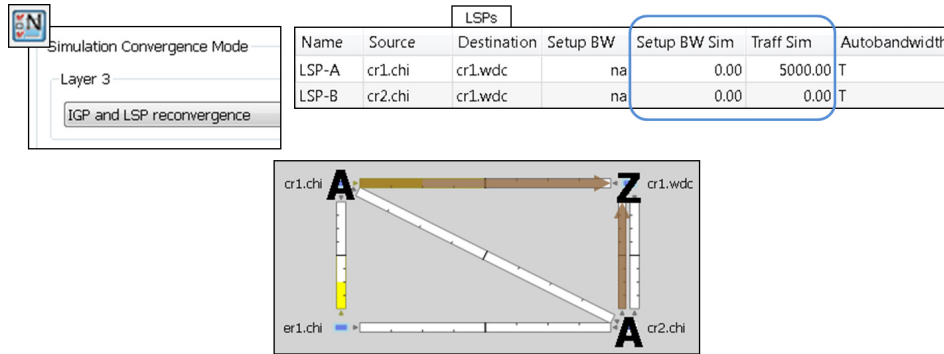 N
Simulation Convergence Mode
Layer 3
IGP and LSP reconvergence
LSPs
Name Source Destination Setup BW Setup BW Sim Traff Sim Autobandwidth
LSP-A cr1.chi cr1.wdc na 0.00 5000.00 T
LSP-B cr2.chi cr1.wdc na 0.00 0.00 T
cr1.chi A Z cr1.wdc
er1.chi A cr2.chi